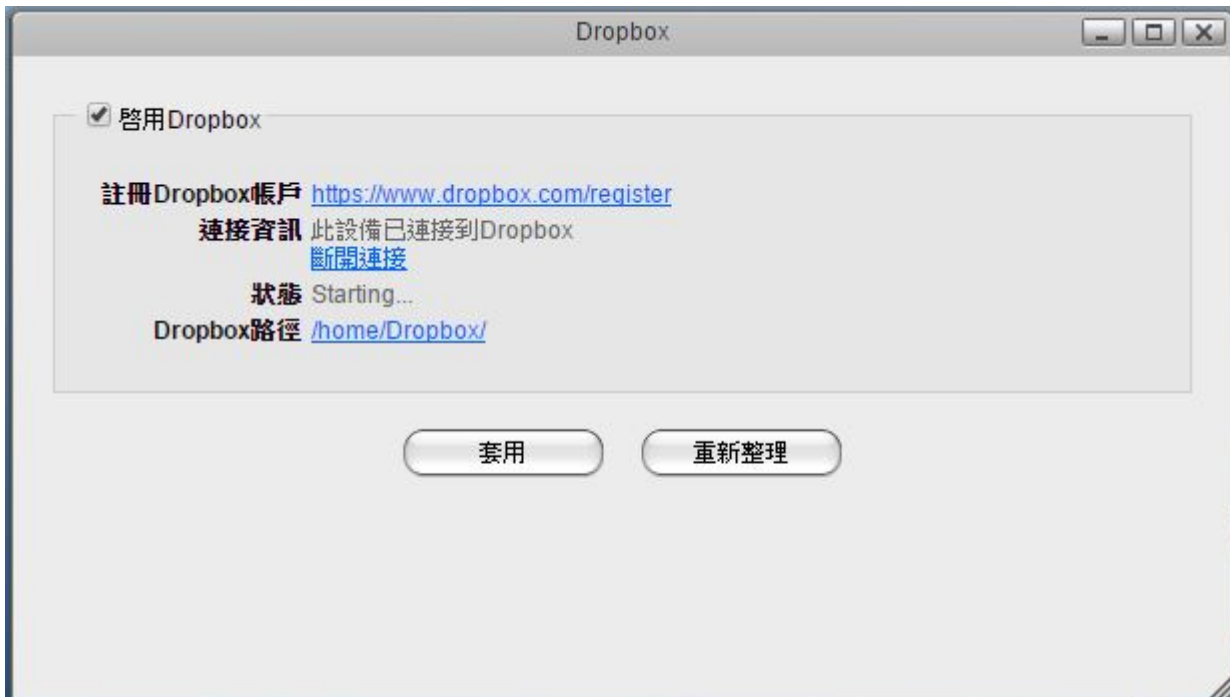 Dropbox
啓用Dropbox
註冊Dropbox帳戶 https://www.dropbox.com/register
連接資訊 此設備已連接到Dropbox
斷開連接
狀態 Starting...
Dropbox路徑 /home/Dropbox/
套用 重新整理